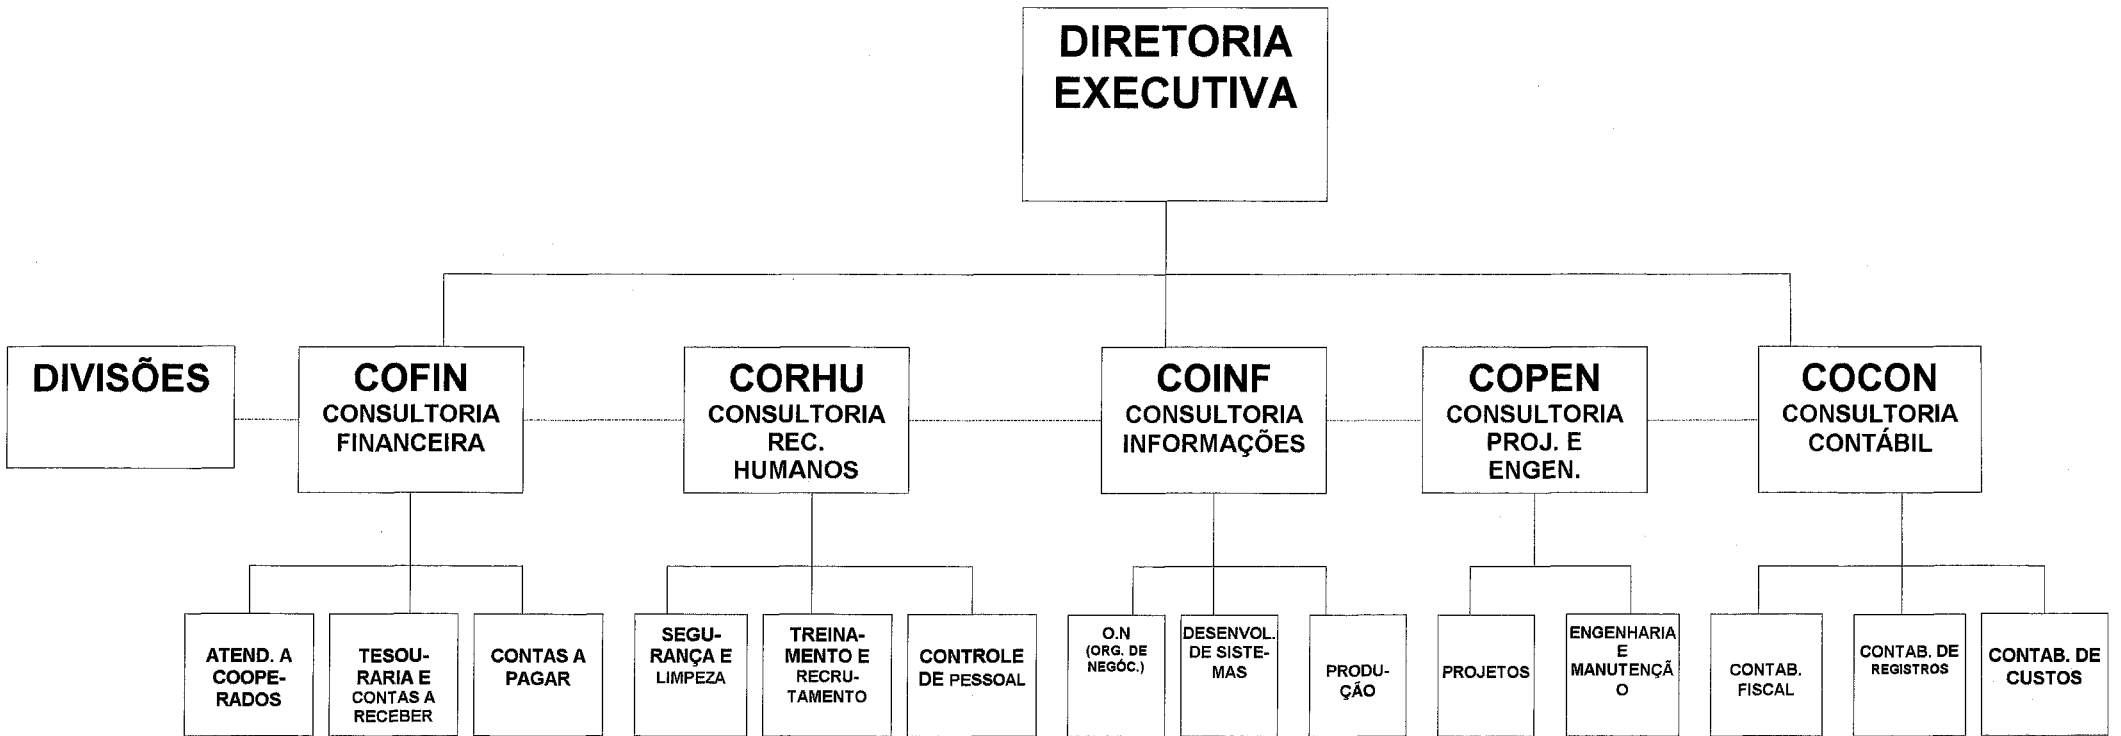 DIRETORIA
EXECUTIVA
DIVISÕES
COFIN
CONSULTORIA
FINANCEIRA
CORHU
CONSULTORIA
REC.
HUMANOS
COINF
CONSULTORIA
INFORMAÇÕES
COPEN
CONSULTORIA
PROJ. E
ENGEN.
COCON
CONSULTORIA
CONTÁBIL
ATEND. A
COOPE-
RADOS
TESOU-
RARIA E
CONTAS A
RECEBER
CONTAS A
PAGAR
SEGU-
RANÇA E
LIMPEZA
TREINA-
MENTO E
RECRU-
TAMENTO
CONTROLE
DE PESSOAL
O.N
(ORG. DE
NEGÓC.)
DESENVOL.
DE SISTE-
MAS
PRODU-
ÇÃO
PROJETOS
ENGENHARIA
E
MANUTENÇÃ
O
CONTAB.
FISCAL
CONTAB. DE
REGISTROS
CONTAB. DE
CUSTOS